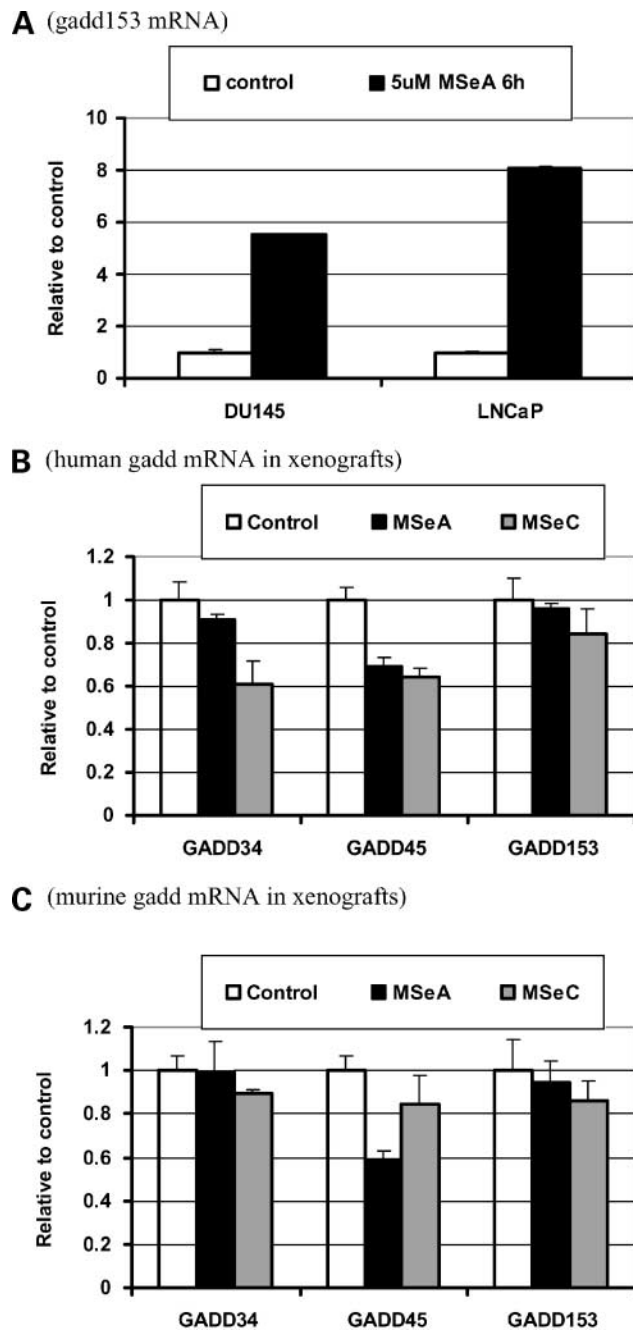 A (gadd153 mRNA)
control 5uM MSeA 6h
Relative to control
10
8
6
4
2
0
DU145 LNCaP
B (human gadd mRNA in xenografts)
Control MSeA MSeC
Relative to control
1.2
1
0.8
0.6
0.4
0.2
0
GADD34 GADD45 GADD153
C (murine gadd mRNA in xenografts)
Control MSeA MSeC
Relative to control
1.2
1
0.8
0.6
0.4
0.2
0
GADD34 GADD45 GADD153